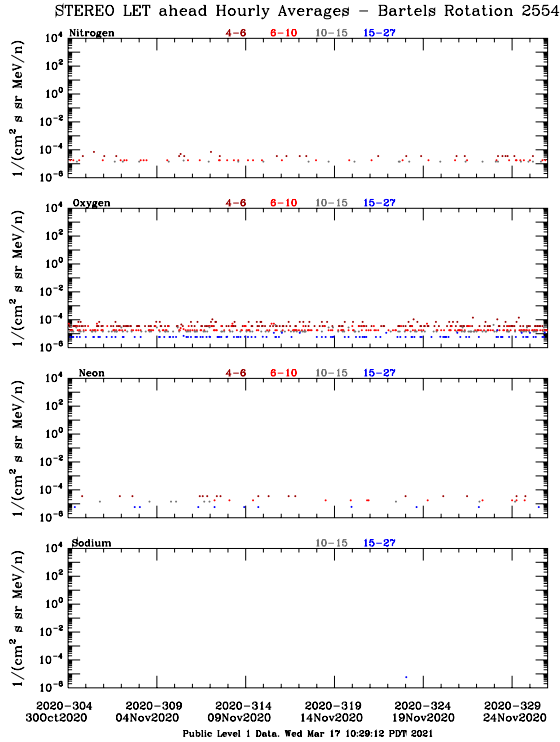 STEREO LET ahead Hourly Averages - Bartels Rotation 2554
Nitrogen 4-6 6-10 10-15 15-27
10^4
10^2
10^0
10^-2
10^-4
10^-6
1/(cm^2 s sr MeV/n)
Oxygen 4-6 6-10 10-15 15-27
10^4
10^2
10^0
10^-2
10^-4
10^-6
1/(cm^2 s sr MeV/n)
Neon 4-6 6-10 10-15 15-27
10^4
10^2
10^0
10^-2
10^-4
10^-6
1/(cm^2 s sr MeV/n)
Sodium 10-15 15-27
10^4
10^2
10^0
10^-2
10^-4
10^-6
1/(cm^2 s sr MeV/n)
2020-304 2020-309 2020-314 2020-319 2020-324 2020-329
30Oct2020 04Nov2020 09Nov2020 14Nov2020 19Nov2020 24Nov2020
Public Level 1 Data, Wed Mar 17 10:29:12 PDT 2021